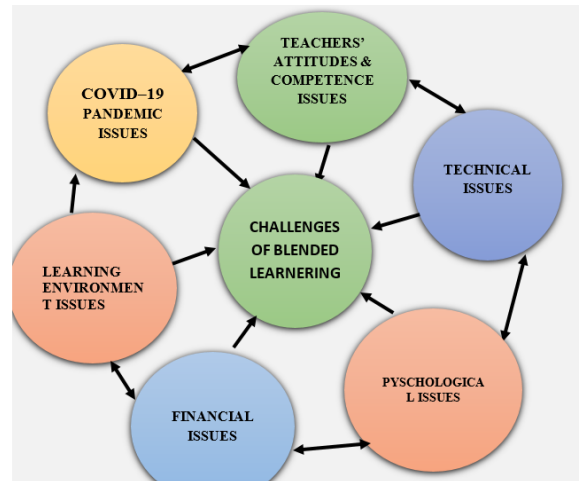 TEACHERS'
ATTITUDES &
COMPETENCE
ISSUES
COVID–19
PANDEMIC
ISSUES
TECHNICAL
ISSUES
CHALLENGES
OF BLENDED
LEARNERING
LEARNING
ENVIRONMEN
T ISSUES
PYSCHOLOGICA
L ISSUES
FINANCIAL
ISSUES